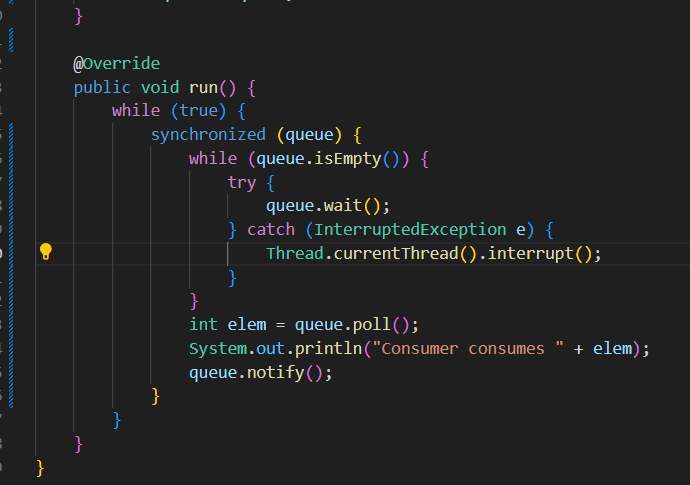 }
@Override
public void run() {
while (true) {
synchronized (queue) {
while (queue.isEmpty()) {
try {
queue.wait();
} catch (InterruptedException e) {
Thread.currentThread().interrupt();
}
}
int elem = queue.poll();
System.out.println("Consumer consumes " + elem);
queue.notify();
}
}
}
}